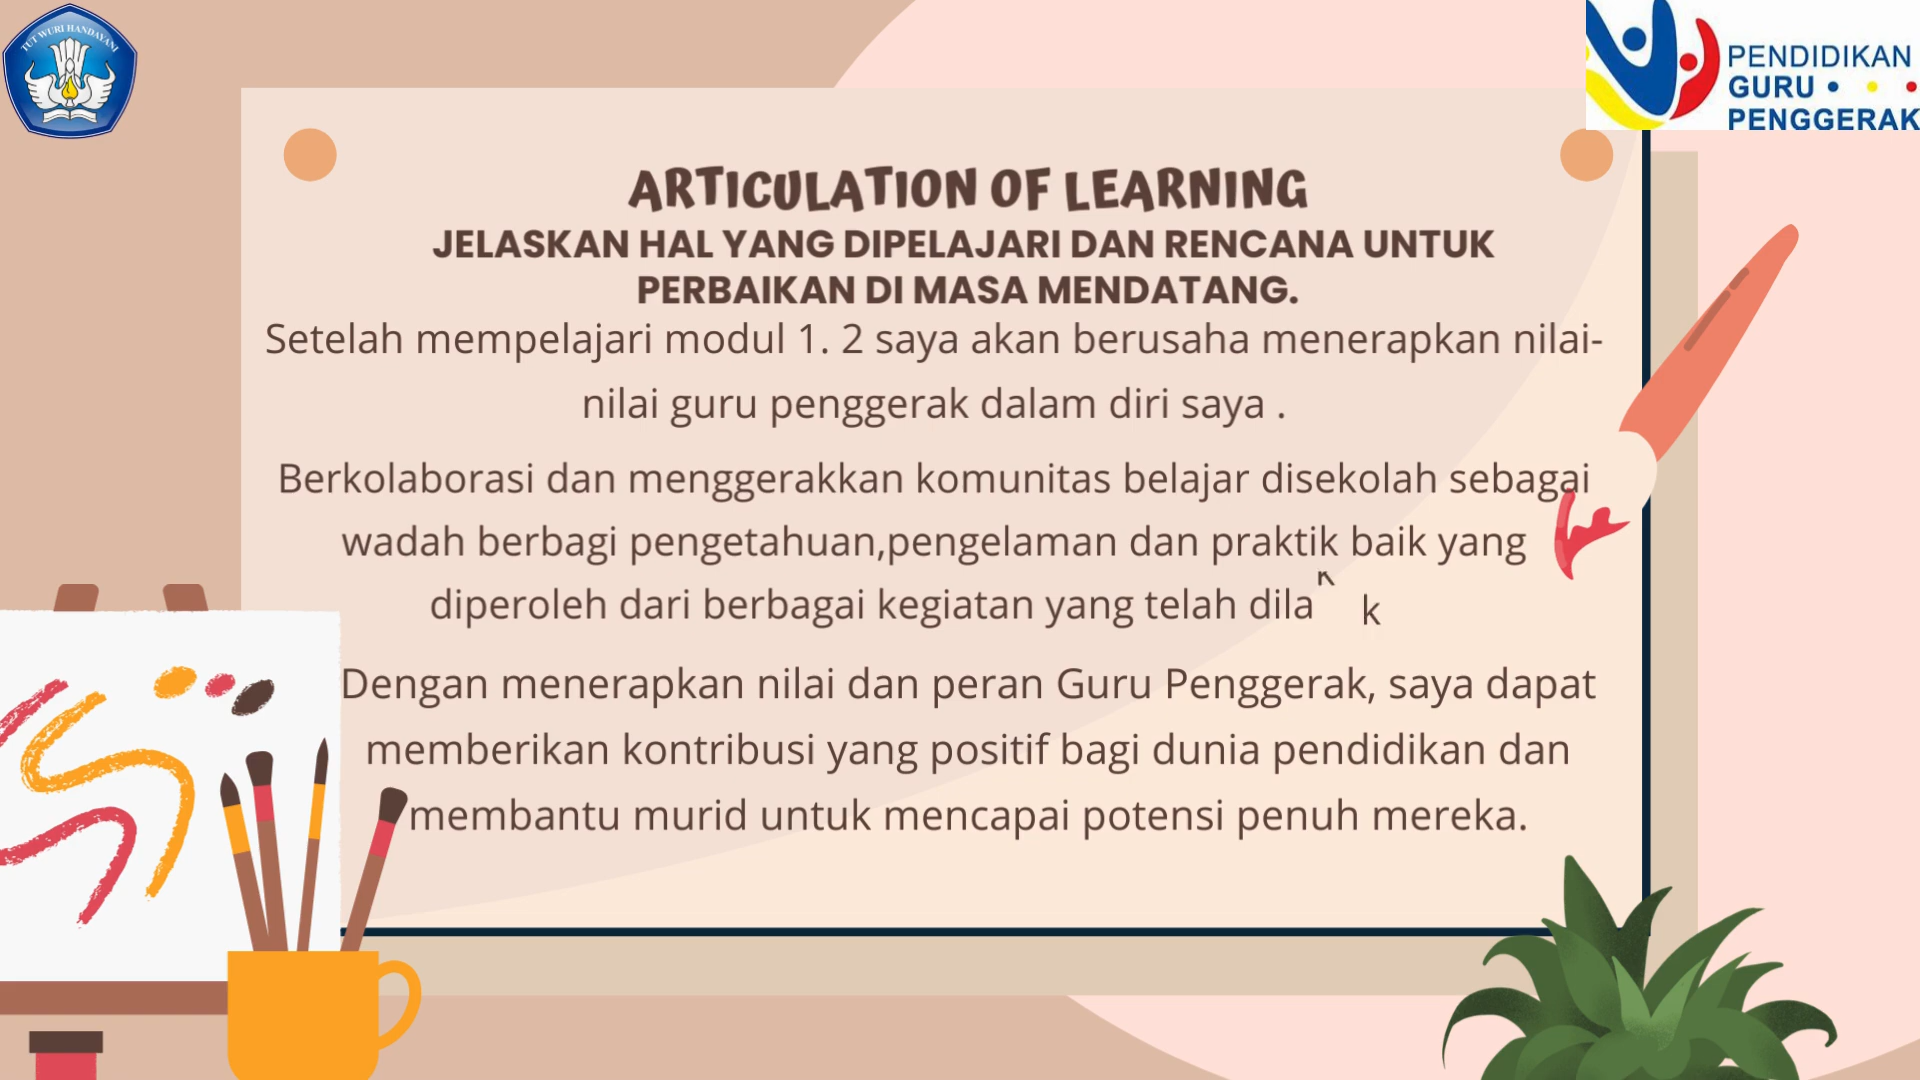 TUT WURI HANDAYANI
PENDIDIKAN
GURU
PENGGERAK
ARTICULATION OF LEARNING
JELASKAN HAL YANG DIPELAJARI DAN RENCANA UNTUK
PERBAIKAN DI MASA MENDATANG.
Setelah mempelajari modul 1. 2 saya akan berusaha menerapkan nilai-
nilai guru penggerak dalam diri saya .
Berkolaborasi dan menggerakkan komunitas belajar disekolah sebagai
wadah berbagi pengetahuan,pengelaman dan praktik baik yang
diperoleh dari berbagai kegiatan yang telah dila k
Dengan menerapkan nilai dan peran Guru Penggerak, saya dapat
memberikan kontribusi yang positif bagi dunia pendidikan dan
membantu murid untuk mencapai potensi penuh mereka.